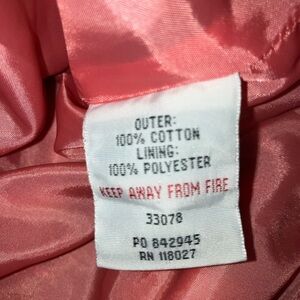 OUTER:
100% COTTON
LINING:
100% POLYESTER
KEEP AWAY FROM FIRE
33078
PO 842945
RN 118027